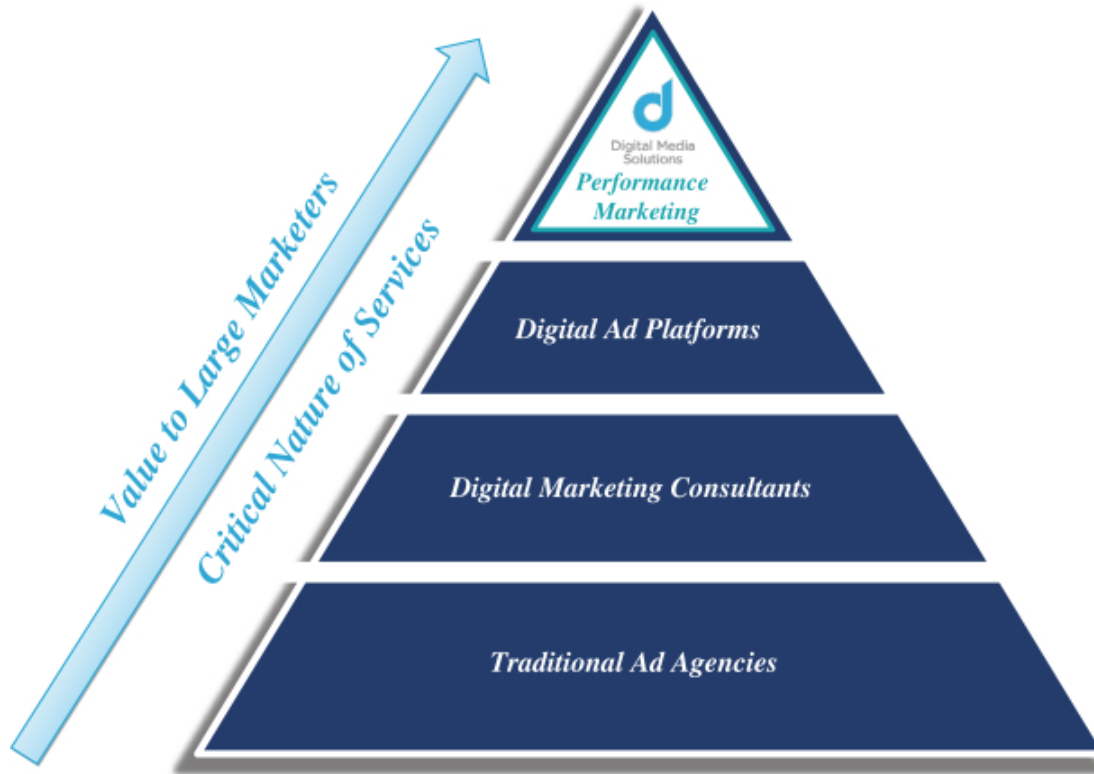 Digital Media
Solutions
Performance
Marketing
Value to Large Marketers
Critical Nature of Services
Digital Ad Platforms
Digital Marketing Consultants
Traditional Ad Agencies